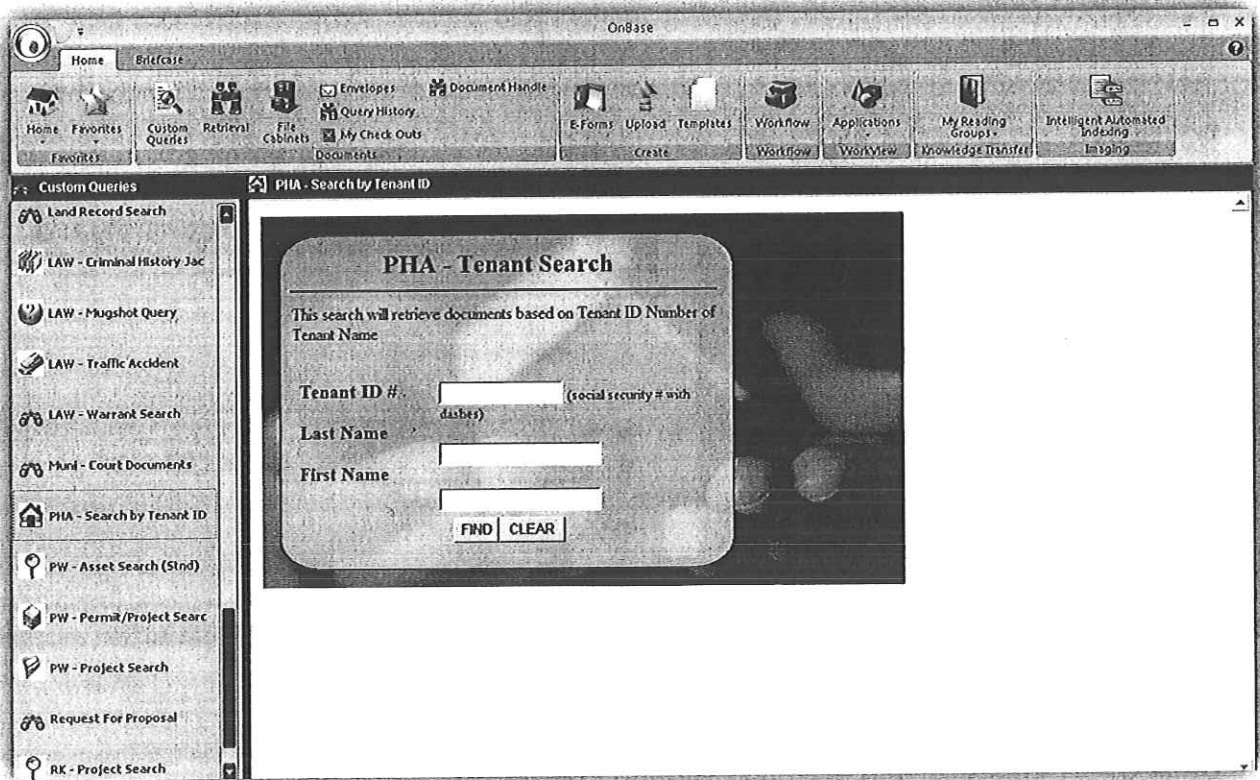 OnBase
Home Briefcase
Home Favorites Custom Queries Retrieval File Cabinets
Envelopes
Query History
My Check Outs
Document Handle
E-Forms Upload Templates Workflow Applications My Reading Groups Intelligent Automated Indexing
Favorites Documents Create Workflow WorkView Knowledge Transfer Imaging
Custom Queries
Land Record Search
LAW - Criminal History Jac
LAW - Mugshot Query
LAW - Traffic Accident
LAW - Warrant Search
Muni - Court Documents
PHA - Search by Tenant ID
PW - Asset Search (Stnd)
PW - Permit/Project Searc
PW - Project Search
Request For Proposal
RK - Project Search
PHA - Search by Tenant ID
PHA - Tenant Search
This search will retrieve documents based on Tenant ID Number of
Tenant Name
Tenant ID #. (social security # with
dashes)
Last Name
First Name
FIND CLEAR